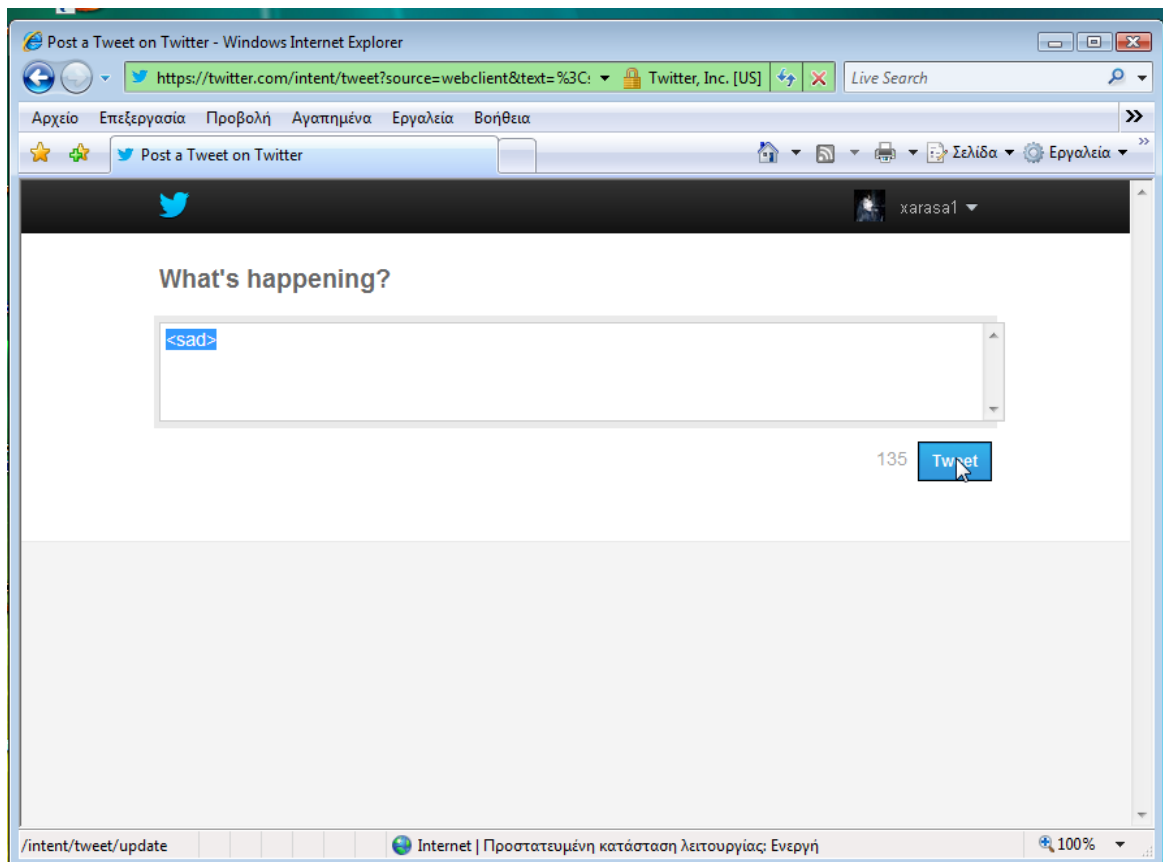 Post a Tweet on Twitter - Windows Internet Explorer
https://twitter.com/intent/tweet?source=webclient&text=%3C: Twitter, Inc. [US] Live Search
Αρχείο Επεξεργασία Προβολή Αγαπημένα Εργαλεία Βοήθεια
Post a Tweet on Twitter Σελίδα Εργαλεία
xarasa1
What's happening?
<sad>
135 Tweet
/intent/tweet/update Internet | Προστατευμένη κατάσταση λειτουργίας: Ενεργή 100%